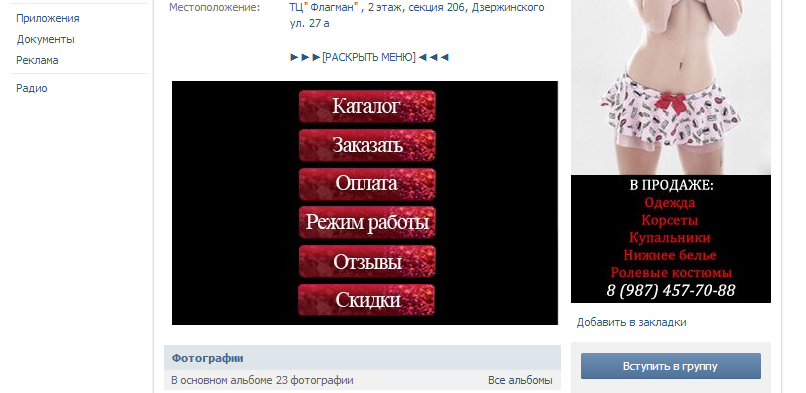 Приложения
Документы
Реклама
Радио
Местоположение: ТЦ" Флагман" , 2 этаж, секция 206, Дзержинского
ул. 27 а
►►►[РАСКРЫТЬ МЕНЮ]◄◄◄
Каталог
Заказать
Оплата
Режим работы
Отзывы
Скидки
Фотографии
В основном альбоме 23 фотографии Все альбомы
В ПРОДАЖЕ:
Одежда
Корсеты
Купальники
Нижнее белье
Ролевые костюмы
8 (987) 457-70-88
Добавить в закладки
Вступить в группу